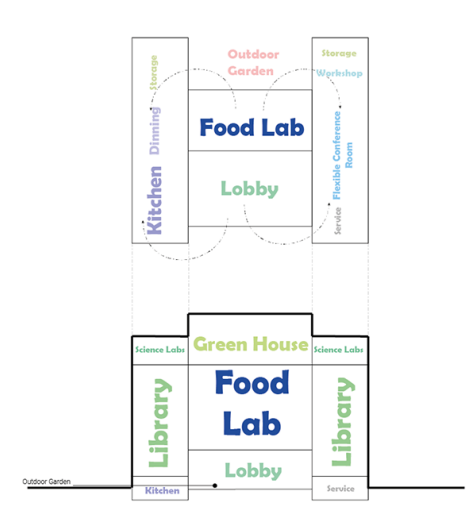 Outdoor
Garden
Storage
Workshop
Storage
Dinning
Kitchen
Food Lab
Lobby
Flexible Conference
Room
Service
Science Labs
Green House
Science Labs
Library
Food
Lab
Library
Lobby
Outdoor Garden
Kitchen
Service